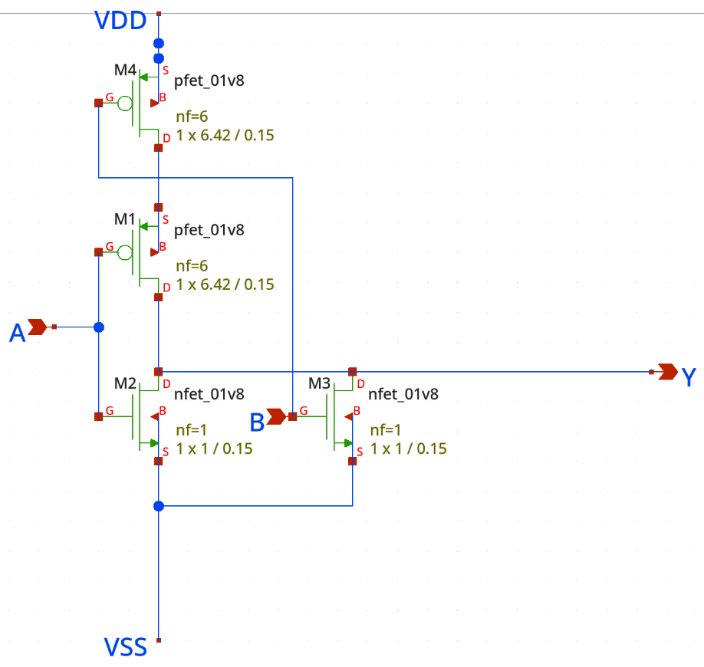 VDD
M4
S
pfet_01v8
G
B
nf=6
1 x 6.42 / 0.15
D
M1
S
pfet_01v8
G
B
nf=6
1 x 6.42 / 0.15
D
A
Y
M2
D
nfet_01v8
G
B
nf=1
1 x 1 / 0.15
S
M3
D
nfet_01v8
B
G
B
nf=1
1 x 1 / 0.15
S
VSS